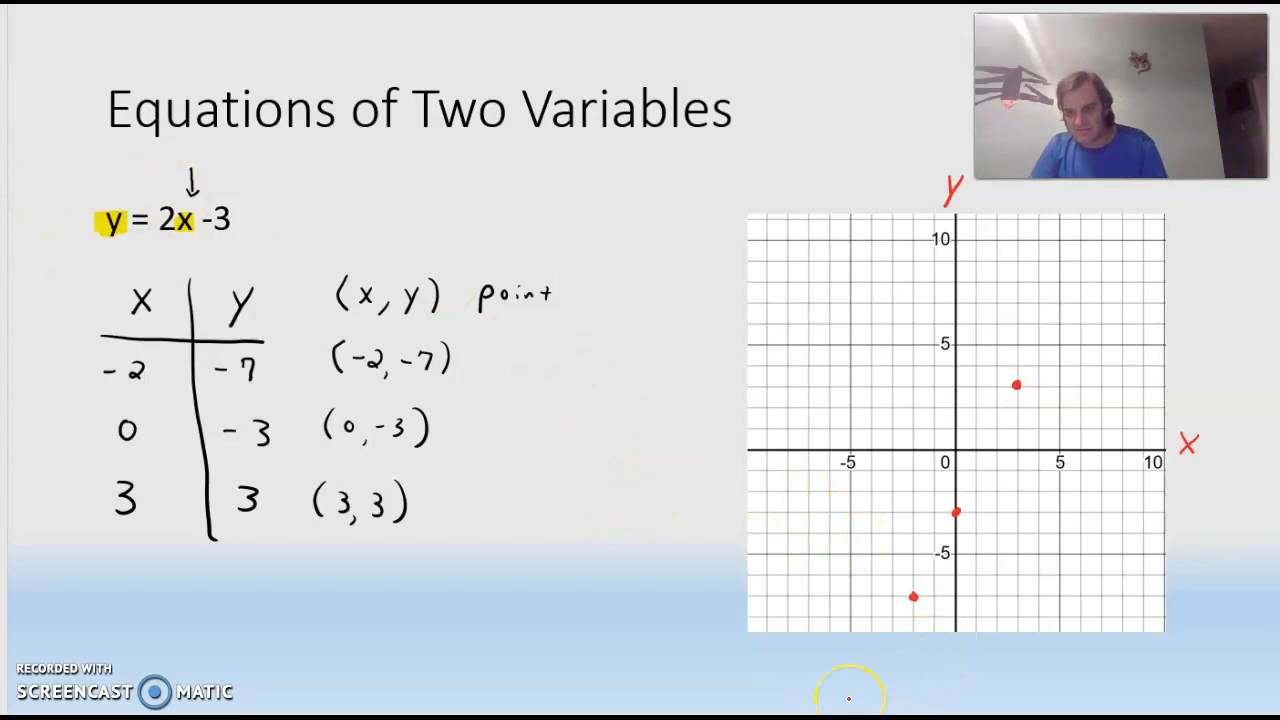 Equations of Two Variables
↓
y = 2x -3
x y (x, y) point
-2 -7 (-2, -7)
0 -3 (0, -3)
3 3 (3, 3)
y
10
5
-5 0 5 10
x
-5
RECORDED WITH
SCREENCAST MATIC